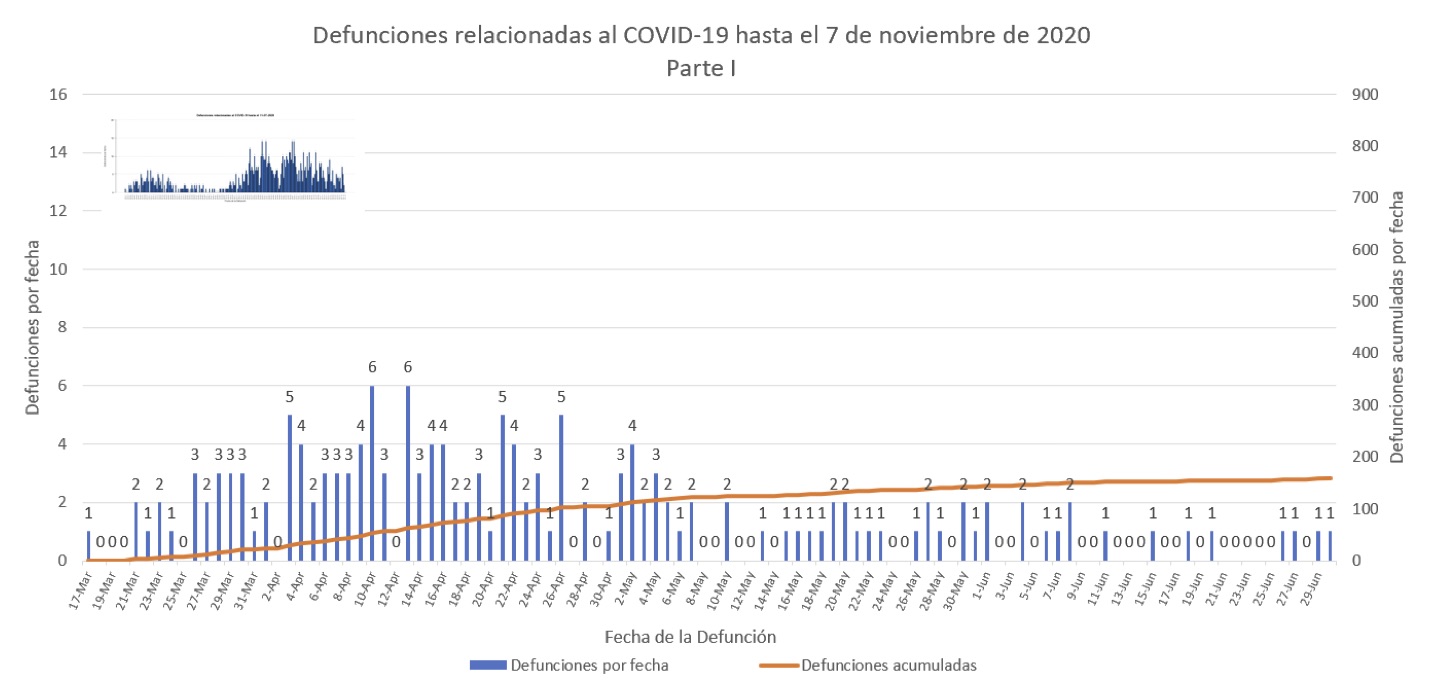 Defunciones relacionadas al COVID-19 hasta el 7 de noviembre de 2020
Parte I
Defunciones por fecha
16
14
12
10
8
6
4
2
0
1 0 0 0 2 1 2 1 0 3 2 3 3 3 1 2 0 5 4 2 3 3 3 4 6 3 0 6 3 4 4 2 2 3 1 5 4 2 3 1 5 0 2 0 1 3 4 2 3 2 1 2 0 0 2 0 0 1 0 1 1 1 1 2 2 1 1 1 0 0 1 2 1 0 2 1 2 0 0 2 0 1 1 2 0 0 1 0 0 0 1 0 0 1 0 1 0 0 0 0 0 1 1 0 1 1
900
800
700
600
500
400
300
200
100
0
Defunciones acumuladas por fecha
17-Mar 19-Mar 21-Mar 23-Mar 25-Mar 27-Mar 29-Mar 31-Mar 2-Apr 4-Apr 6-Apr 8-Apr 10-Apr 12-Apr 14-Apr 16-Apr 18-Apr 20-Apr 22-Apr 24-Apr 26-Apr 28-Apr 30-Apr 2-May 4-May 6-May 8-May 10-May 12-May 14-May 16-May 18-May 20-May 22-May 24-May 26-May 28-May 30-May 1-Jun 3-Jun 5-Jun 7-Jun 9-Jun 11-Jun 13-Jun 15-Jun 17-Jun 19-Jun 21-Jun 23-Jun 25-Jun 27-Jun 29-Jun
Fecha de la Defunción
Defunciones por fecha Defunciones acumuladas